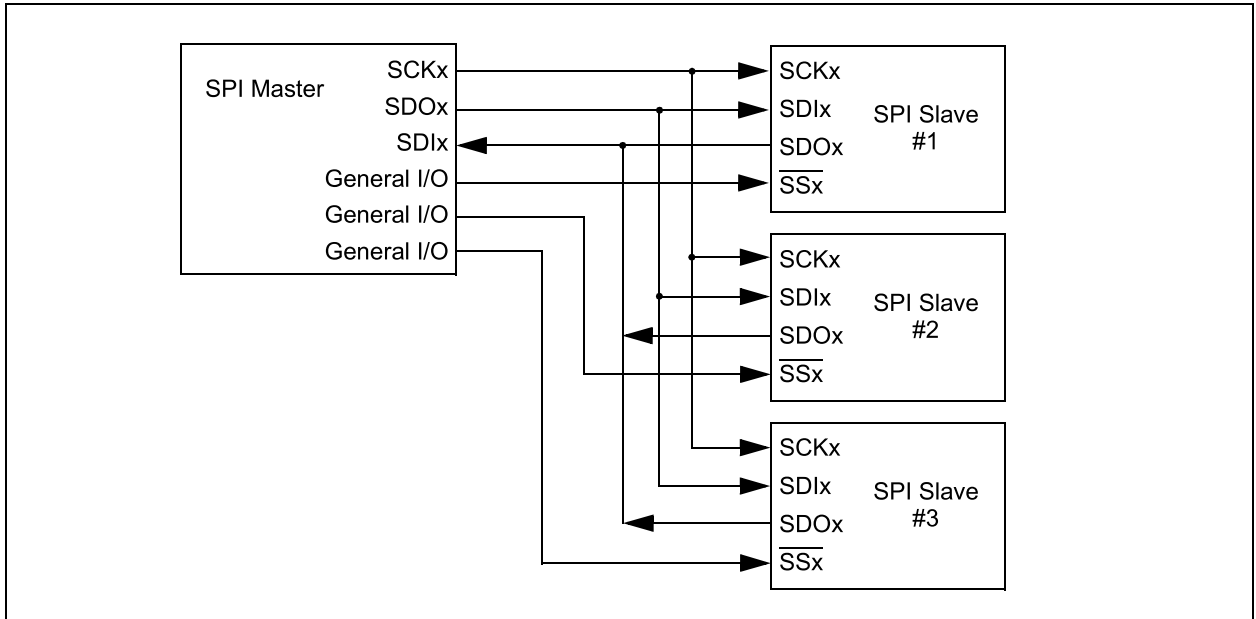 SPI Master
SCKx
SDOx
SDIx
General I/O
General I/O
General I/O
SCKx
SDIx
SDOx
SSx
SPI Slave
#1
SCKx
SDIx
SDOx
SSx
SPI Slave
#2
SCKx
SDIx
SDOx
SSx
SPI Slave
#3